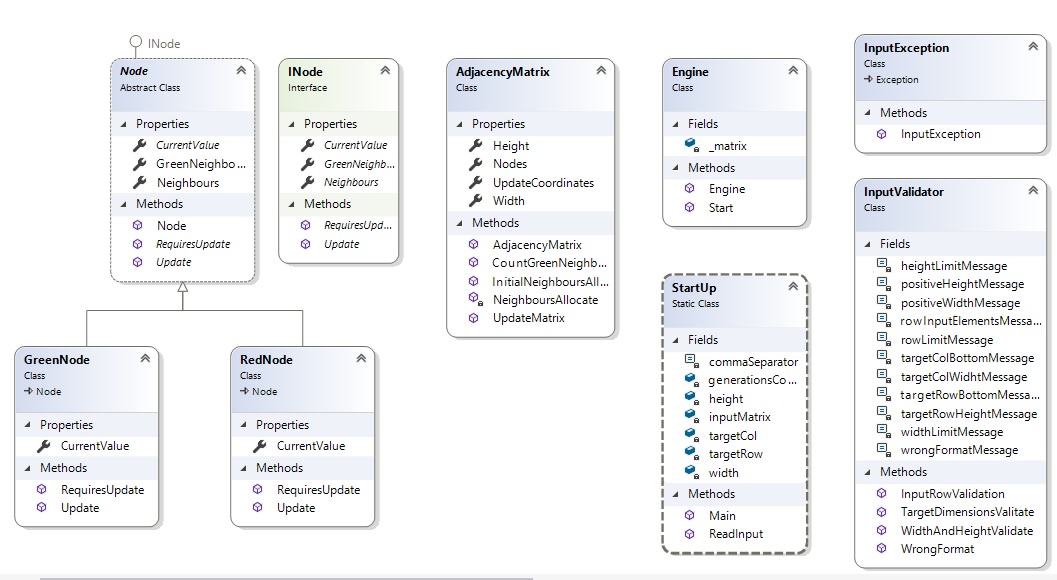 INode
Node
Abstract Class
Properties
CurrentValue
GreenNeighbo ...
Neighbours
Methods
Node
RequiresUpdate
Update
INode
Interface
Properties
CurrentValue
GreenNeighb...
Neighbours
Methods
RequiresUpd...
Update
AdjacencyMatrix
Class
Properties
Height
Nodes
UpdateCoordinates
Width
Methods
AdjacencyMatrix
CountGreenNeighb...
InitialNeighboursAll...
NeighboursAllocate
UpdateMatrix
Engine
Class
Fields
_matrix
Methods
Engine
Start
InputException
Class
Exception
Methods
InputException
GreenNode
Class
Node
Properties
CurrentValue
Methods
RequiresUpdate
Update
RedNode
Class
Node
Properties
CurrentValue
Methods
RequiresUpdate
Update
StartUp
Static Class
Fields
commaSeparator
generationsCo ...
height
inputMatrix
targetCol
targetRow
width
Methods
Main
ReadInput
InputValidator
Class
Fields
heightLimitMessage
positiveHeightMessage
positiveWidthMessage
rowInputElementsMessa...
rowLimitMessage
targetColBottomMessage
targetColWidhtMessage
targetRowBottomMessa...
targetRowHeightMessage
widthLimitMessage
wrongFormatMessage
Methods
InputRowValidation
TargetDimensionsValitate
WidthAndHeightValidate
WrongFormat